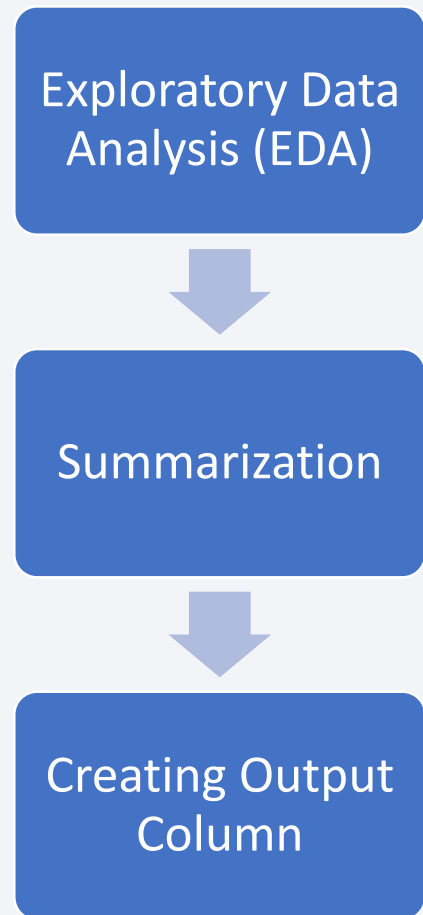 Exploratory Data
Analysis (EDA)
Summarization
Creating Output
Column